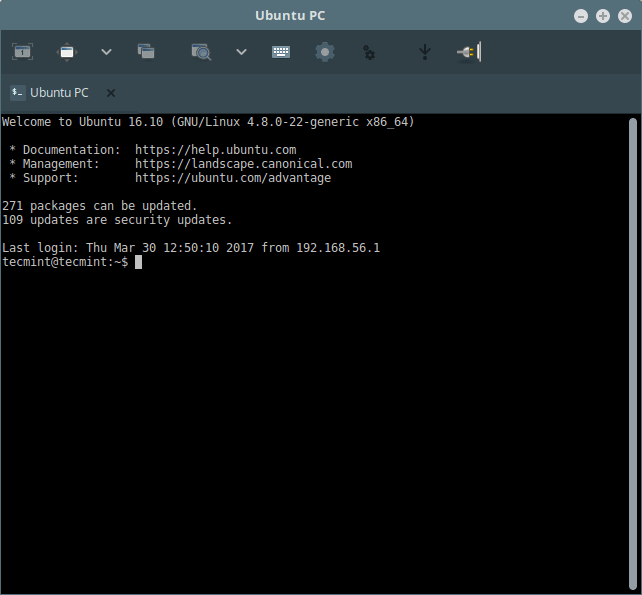 Ubuntu PC
Ubuntu PC
Welcome to Ubuntu 16.10 (GNU/Linux 4.8.0-22-generic x86_64)
* Documentation:  https://help.ubuntu.com
* Management:     https://landscape.canonical.com
* Support:        https://ubuntu.com/advantage
271 packages can be updated.
109 updates are security updates.
Last login: Thu Mar 30 12:50:10 2017 from 192.168.56.1
tecmint@tecmint:~$